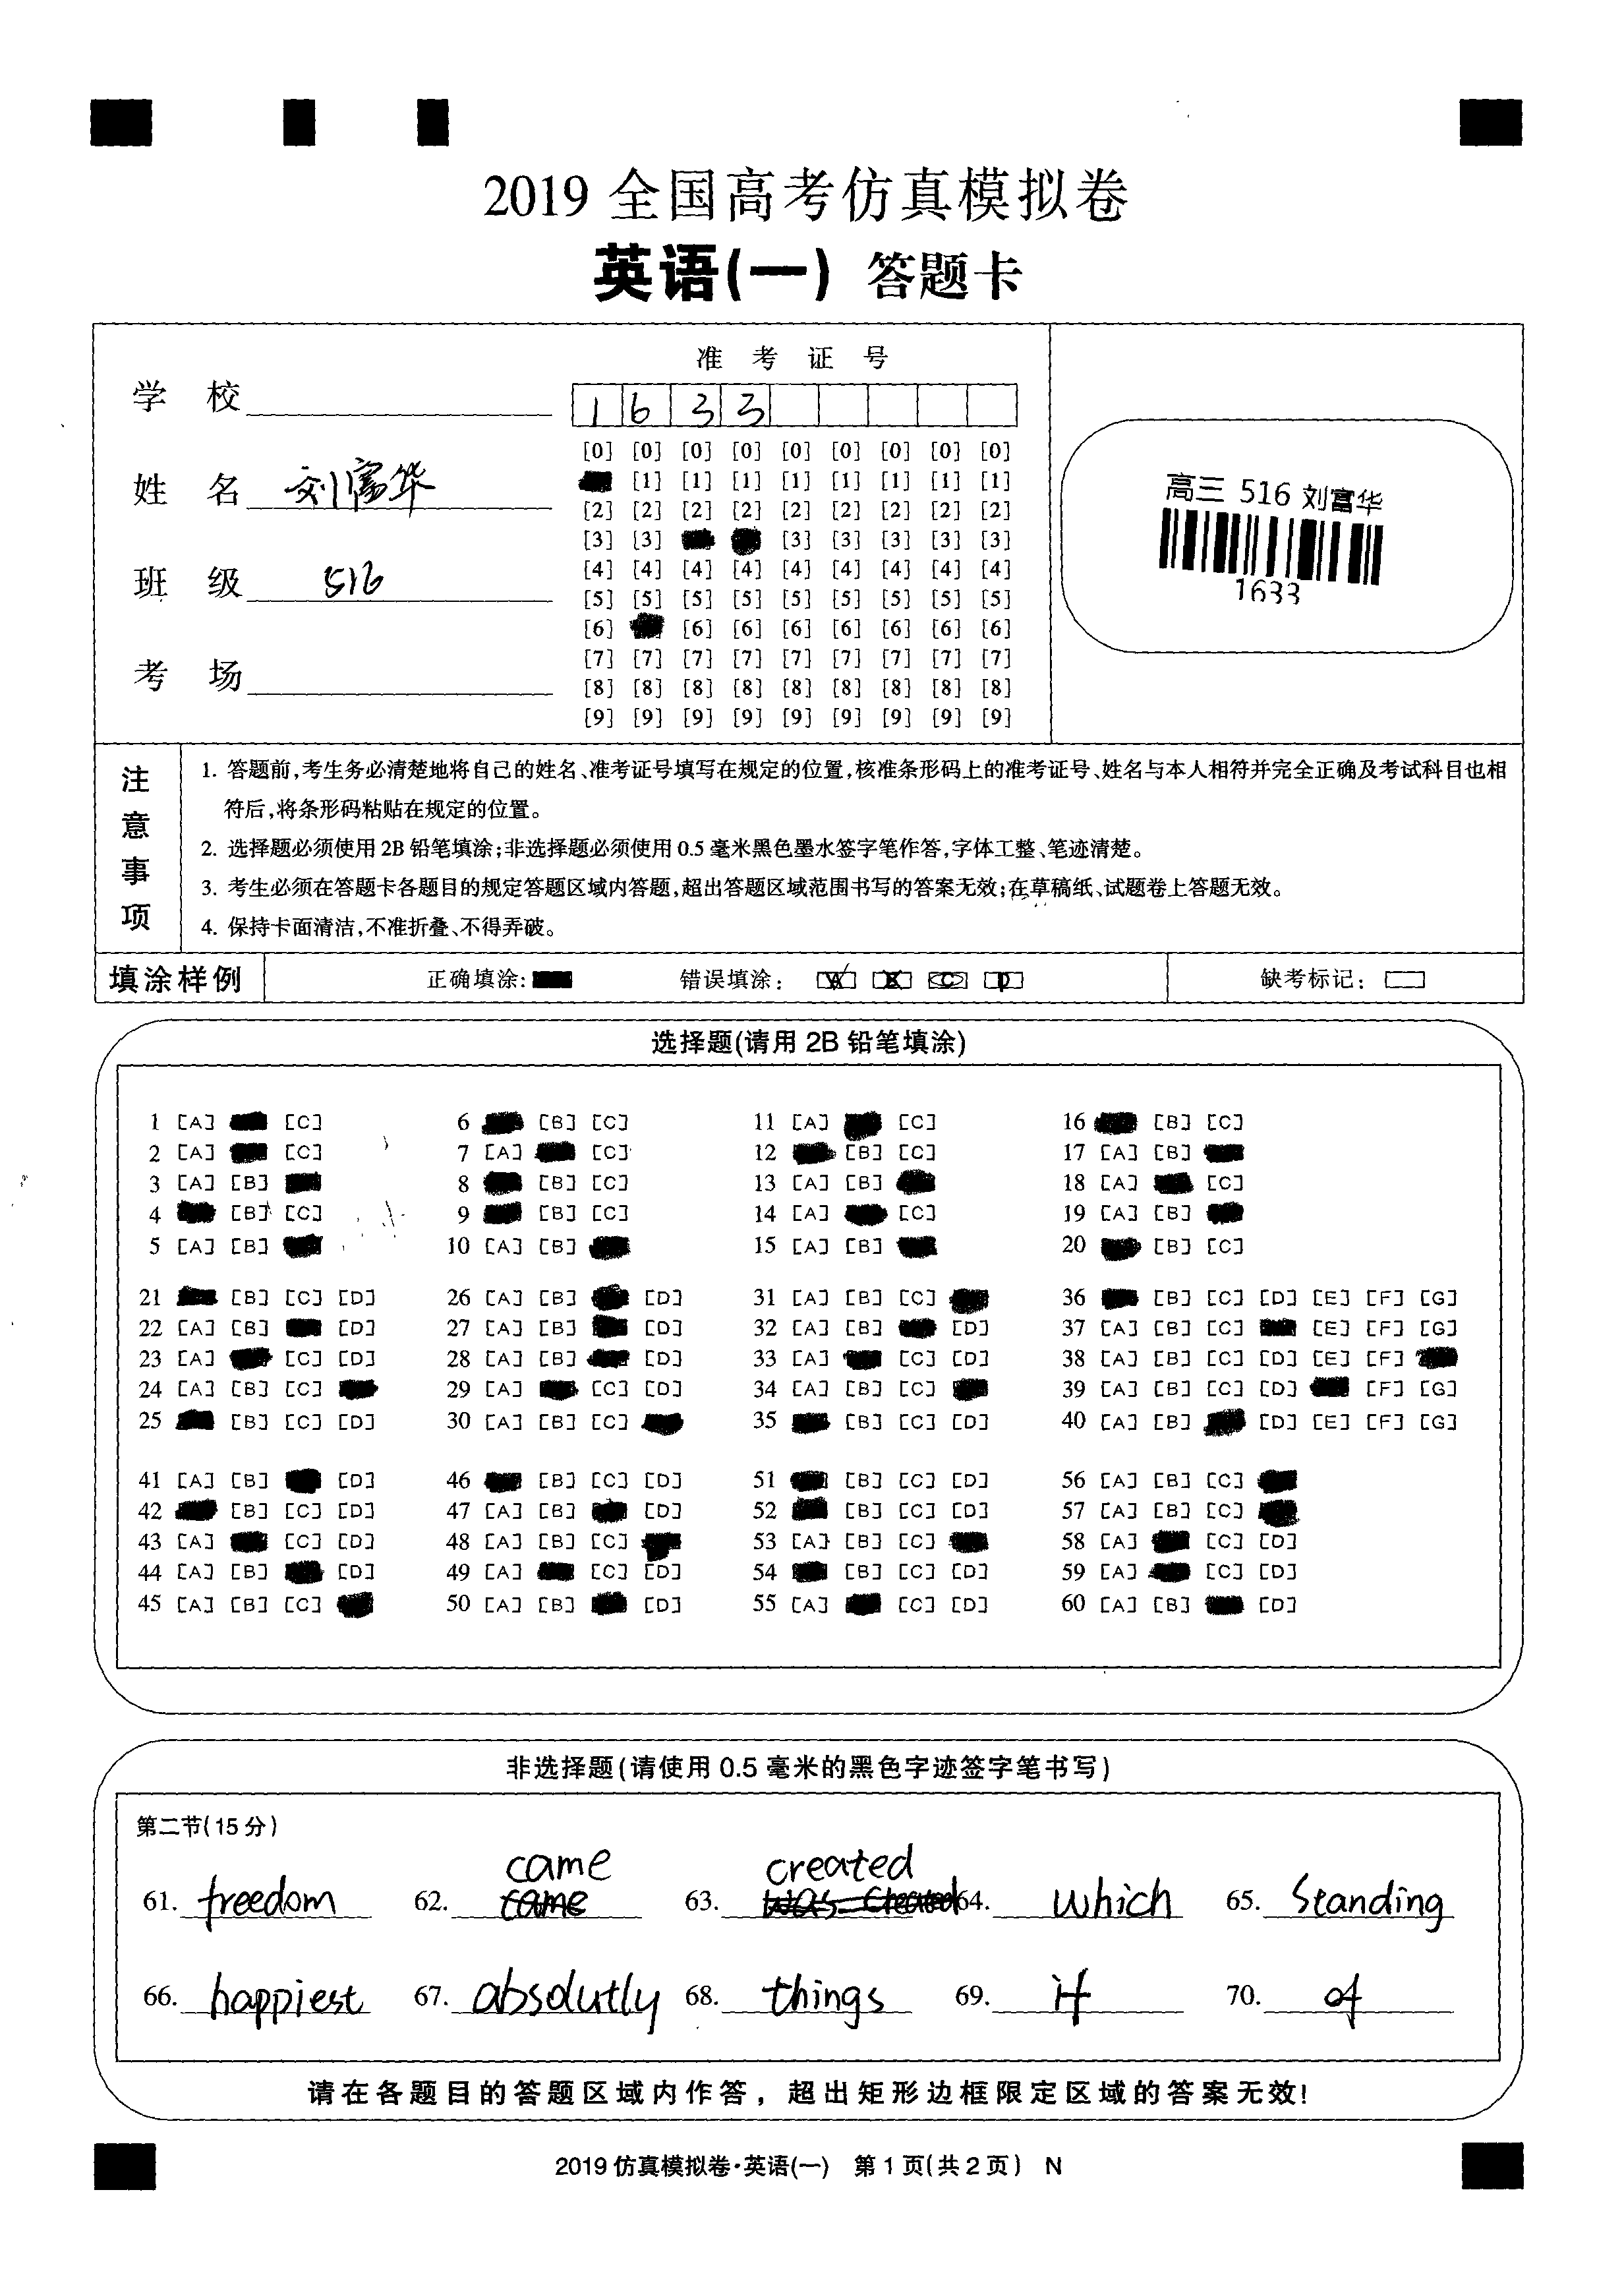 2019 全国高考仿真模拟卷
英语(一) 答题卡
准 考 证 号
学 校
1 6 3 3
姓 名 刘富华
班 级 516
考 场
[0] [0] [0] [0] [0] [0] [0] [0] [0]
[1] [1] [1] [1] [1] [1] [1] [1]
[2] [2] [2] [2] [2] [2] [2] [2] [2]
[3] [3] [3] [3] [3] [3] [3]
[4] [4] [4] [4] [4] [4] [4] [4] [4]
[5] [5] [5] [5] [5] [5] [5] [5] [5]
[6] [6] [6] [6] [6] [6] [6] [6]
[7] [7] [7] [7] [7] [7] [7] [7] [7]
[8] [8] [8] [8] [8] [8] [8] [8] [8]
[9] [9] [9] [9] [9] [9] [9] [9] [9]
高三 516 刘富华
1633
注意事项
1. 答题前,考生务必清楚地将自己的姓名、准考证号填写在规定的位置,核准条形码上的准考证号、姓名与本人相符并完全正确及考试科目也相
符后,将条形码粘贴在规定的位置。
2. 选择题必须使用 2B 铅笔填涂;非选择题必须使用 0.5 毫米黑色墨水签字笔作答,字体工整、笔迹清楚。
3. 考生必须在答题卡各题目的规定答题区域内答题,超出答题区域范围书写的答案无效;在草稿纸、试题卷上答题无效。
4. 保持卡面清洁,不准折叠、不得弄破。
填涂样例 正确填涂: 错误填涂: A B C D 缺考标记:
选择题(请用 2B 铅笔填涂)
1 [A] [C] 6 [B] [C] 11 [A] [C] 16 [B] [C]
2 [A] [C] 7 [A] [C] 12 [B] [C] 17 [A] [B]
3 [A] [B] 8 [B] [C] 13 [A] [B] 18 [A] [C]
4 [B] [C] 9 [B] [C] 14 [A] [C] 19 [A] [B]
5 [A] [B] 10 [A] [B] 15 [A] [B] 20 [B] [C]
21 [B] [C] [D] 26 [A] [B] [D] 31 [A] [B] [C] 36 [B] [C] [D] [E] [F] [G]
22 [A] [B] [D] 27 [A] [B] [D] 32 [A] [B] [D] 37 [A] [B] [C] [E] [F] [G]
23 [A] [C] [D] 28 [A] [B] [D] 33 [A] [C] [D] 38 [A] [B] [C] [D] [E] [F]
24 [A] [B] [C] 29 [A] [C] [D] 34 [A] [B] [C] 39 [A] [B] [C] [D] [F] [G]
25 [B] [C] [D] 30 [A] [B] [C] 35 [B] [C] [D] 40 [A] [B] [D] [E] [F] [G]
41 [A] [B] [D] 46 [B] [C] [D] 51 [B] [C] [D] 56 [A] [B] [C]
42 [B] [C] [D] 47 [A] [B] [D] 52 [B] [C] [D] 57 [A] [B] [C]
43 [A] [C] [D] 48 [A] [B] [C] 53 [A] [B] [C] 58 [A] [C] [D]
44 [A] [B] [D] 49 [A] [C] [D] 54 [B] [C] [D] 59 [A] [C] [D]
45 [A] [B] [C] 50 [A] [B] [D] 55 [A] [C] [D] 60 [A] [B] [D]
非选择题(请使用 0.5 毫米的黑色字迹签字笔书写)
第二节(15 分)
came created
61. freedom 62. came 63. was created 64. which 65. Standing
66. happiest 67. absolutly 68. things 69. it 70. of
请在各题目的答题区域内作答，超出矩形边框限定区域的答案无效!
2019 仿真模拟卷·英语(一) 第 1 页(共 2 页) N